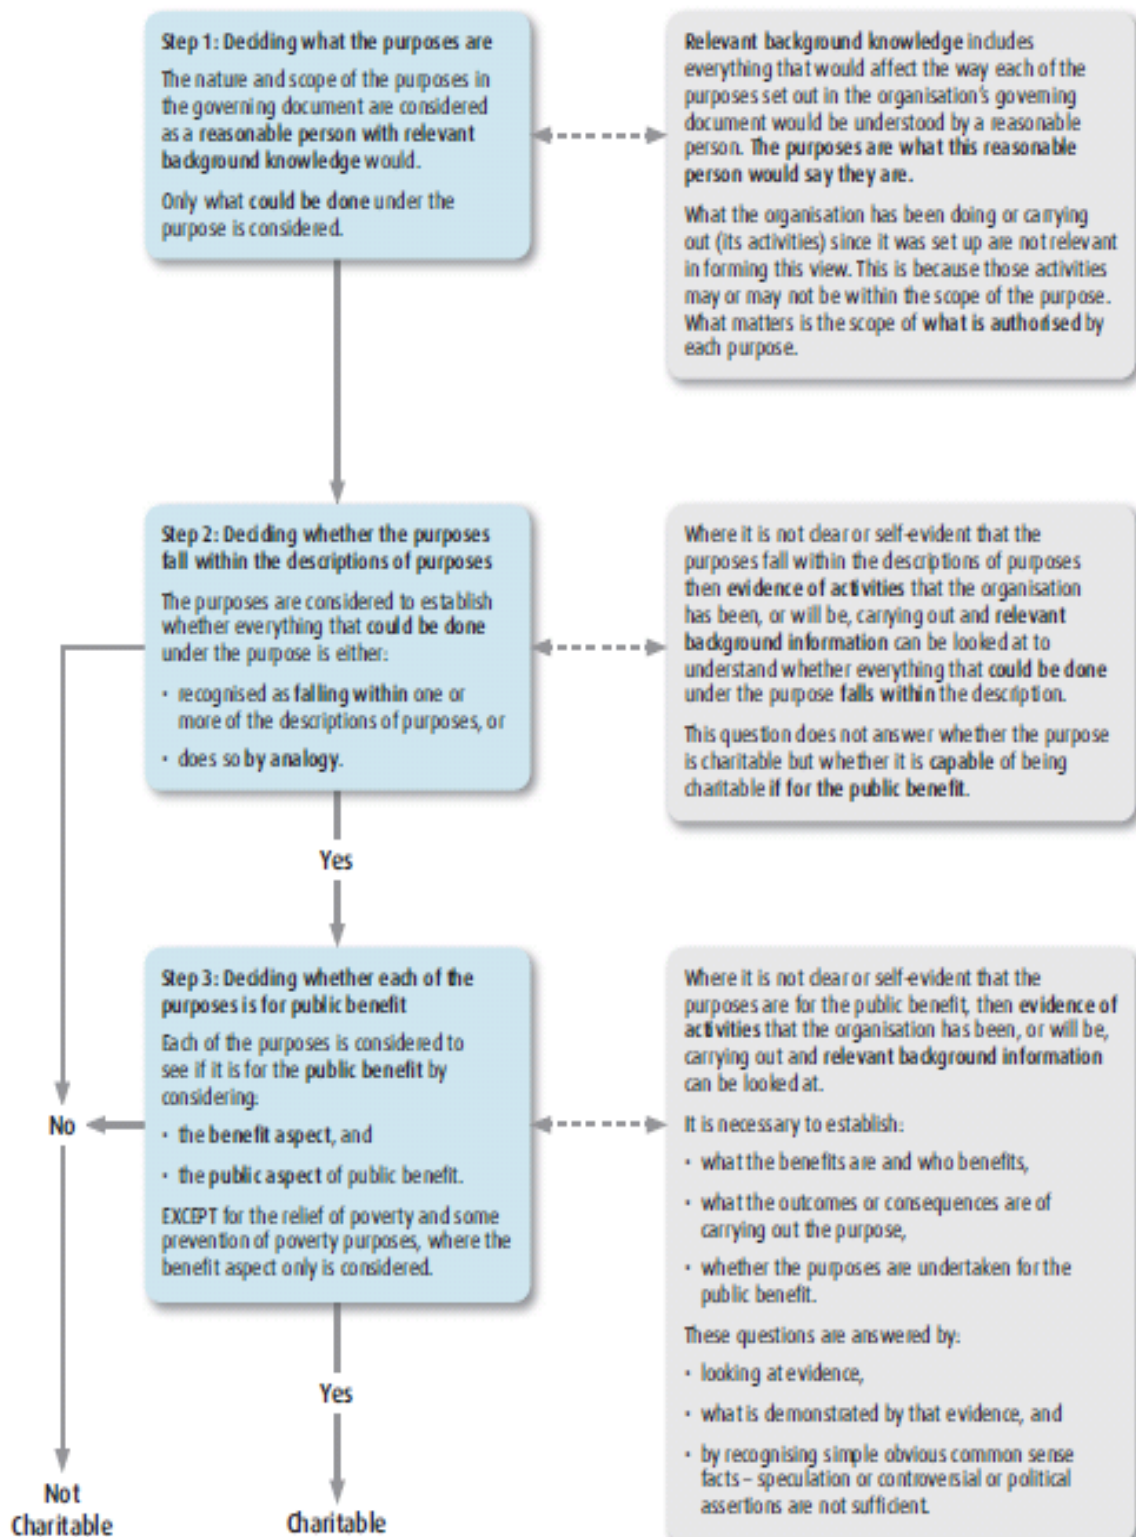 Step 1: Deciding what the purposes are
The nature and scope of the purposes in
the governing document are considered
as a reasonable person with relevant
background knowledge would.
Only what could be done under the
purpose is considered.
Relevant background knowledge includes
everything that would affect the way each of the
purposes set out in the organisation's governing
document would be understood by a reasonable
person. The purposes are what this reasonable
person would say they are.
What the organisation has been doing or carrying
out (its activities) since it was set up are not relevant
in forming this view. This is because those activities
may or may not be within the scope of the purpose.
What matters is the scope of what is authorised by
each purpose.
Step 2: Deciding whether the purposes
fall within the descriptions of purposes
The purposes are considered to establish
whether everything that could be done
under the purpose is either:
• recognised as falling within one or
more of the descriptions of purposes, or
• does so by analogy.
Where it is not clear or self-evident that the
purposes fall within the descriptions of purposes
then evidence of activities that the organisation
has been, or will be, carrying out and relevant
background information can be looked at to
understand whether everything that could be done
under the purpose falls within the description.
This question does not answer whether the purpose
is charitable but whether it is capable of being
charitable if for the public benefit.
Yes
Step 3: Deciding whether each of the
purposes is for public benefit
Each of the purposes is considered to
see if it is for the public benefit by
considering:
• the benefit aspect, and
• the public aspect of public benefit.
EXCEPT for the relief of poverty and some
prevention of poverty purposes, where the
benefit aspect only is considered.
Where it is not clear or self-evident that the
purposes are for the public benefit, then evidence of
activities that the organisation has been, or will be,
carrying out and relevant background information
can be looked at.
It is necessary to establish:
• what the benefits are and who benefits,
• what the outcomes or consequences are of
carrying out the purpose,
• whether the purposes are undertaken for the
public benefit.
These questions are answered by:
• looking at evidence,
• what is demonstrated by that evidence, and
• by recognising simple obvious common sense
facts – speculation or controversial or political
assertions are not sufficient.
No
Yes
Not
Charitable
Charitable